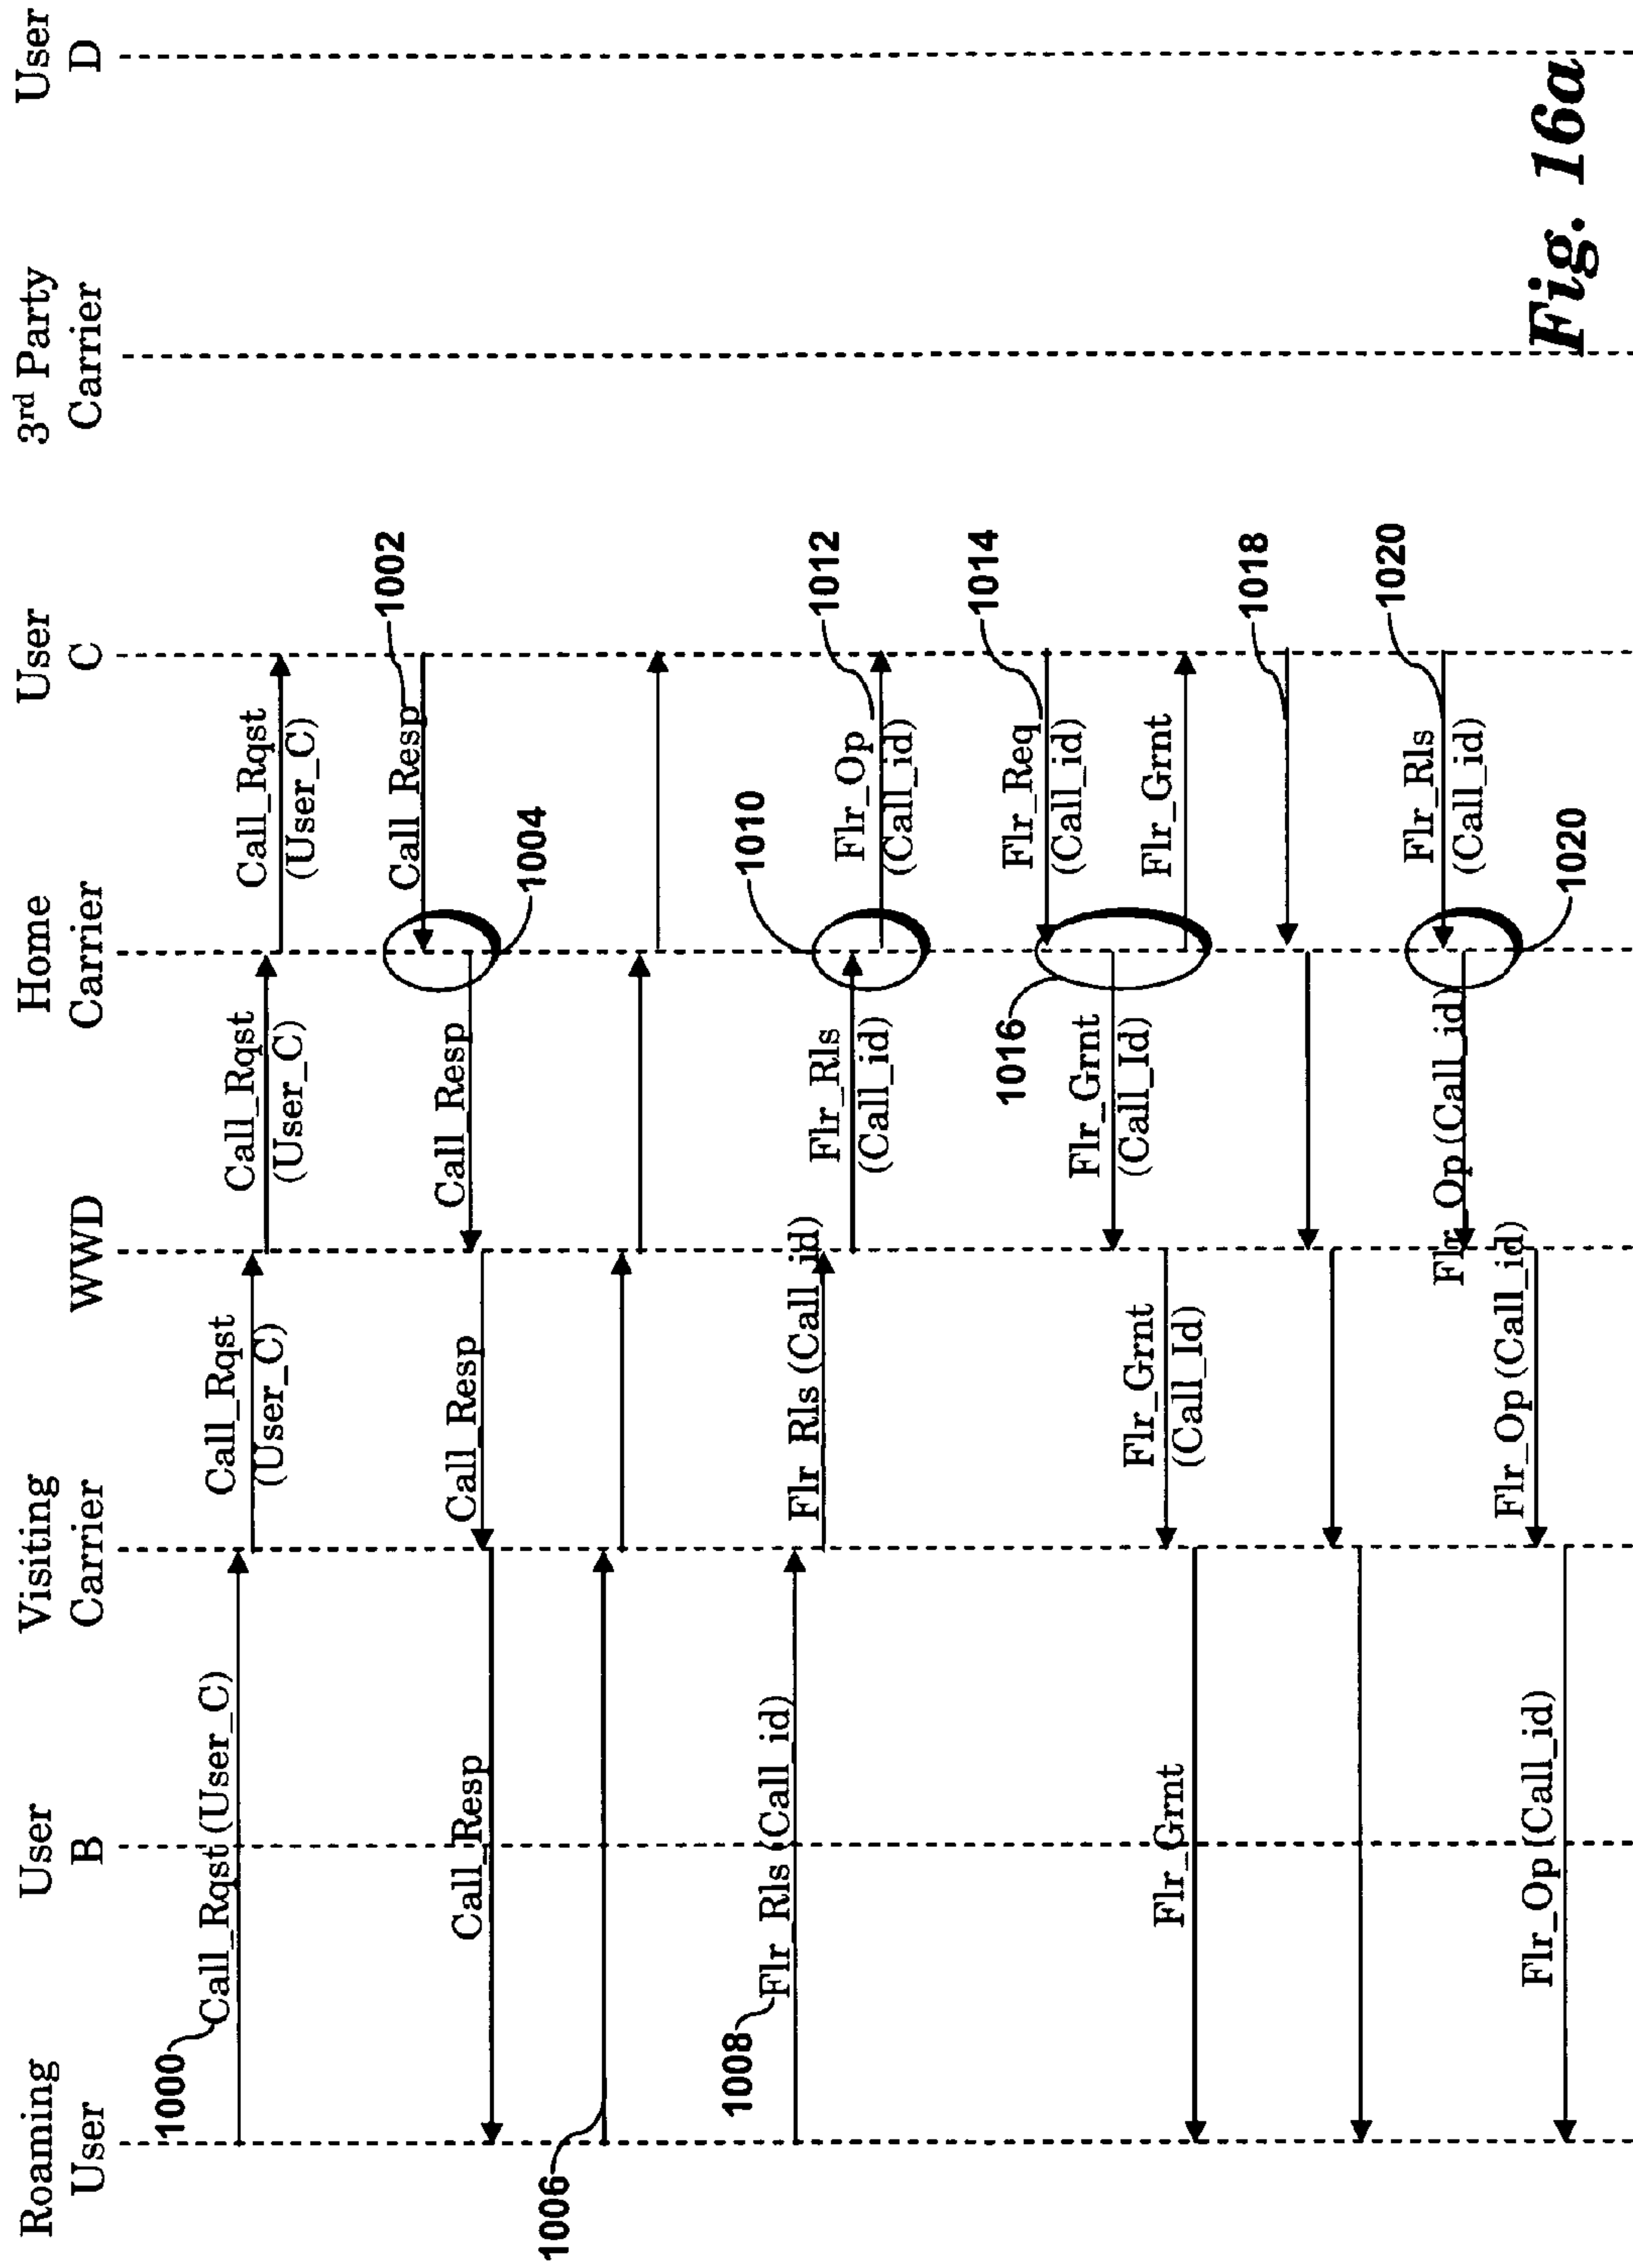 Roaming
User
User
B
Visiting
Carrier
WWD
Home
Carrier
User
C
3rd Party
Carrier
User
D
1000
Call_Rqst (User_C)
Call_Rqst
(User_C)
Call_Rqst
(User_C)
Call_Rqst
(User_C)
1002
Call_Resp
1004
Call_Resp
Call_Resp
Call_Resp
1006
1008
Flr_Rls (Call_id)
Flr_Rls (Call_id)
Flr_Rls
(Call_id)
1010
Flr_Op
(Call_id)
1012
1014
Flr_Req
(Call_id)
1016
Flr_Grnt
(Call_Id)
Flr_Grnt
Flr_Grnt
(Call_Id)
Flr_Grnt
1018
1020
Flr_Rls
(Call_id)
1020
Flr_Op (Call_id)
Flr_Op (Call_id)
Flr_Op (Call_id)
Fig. 16a